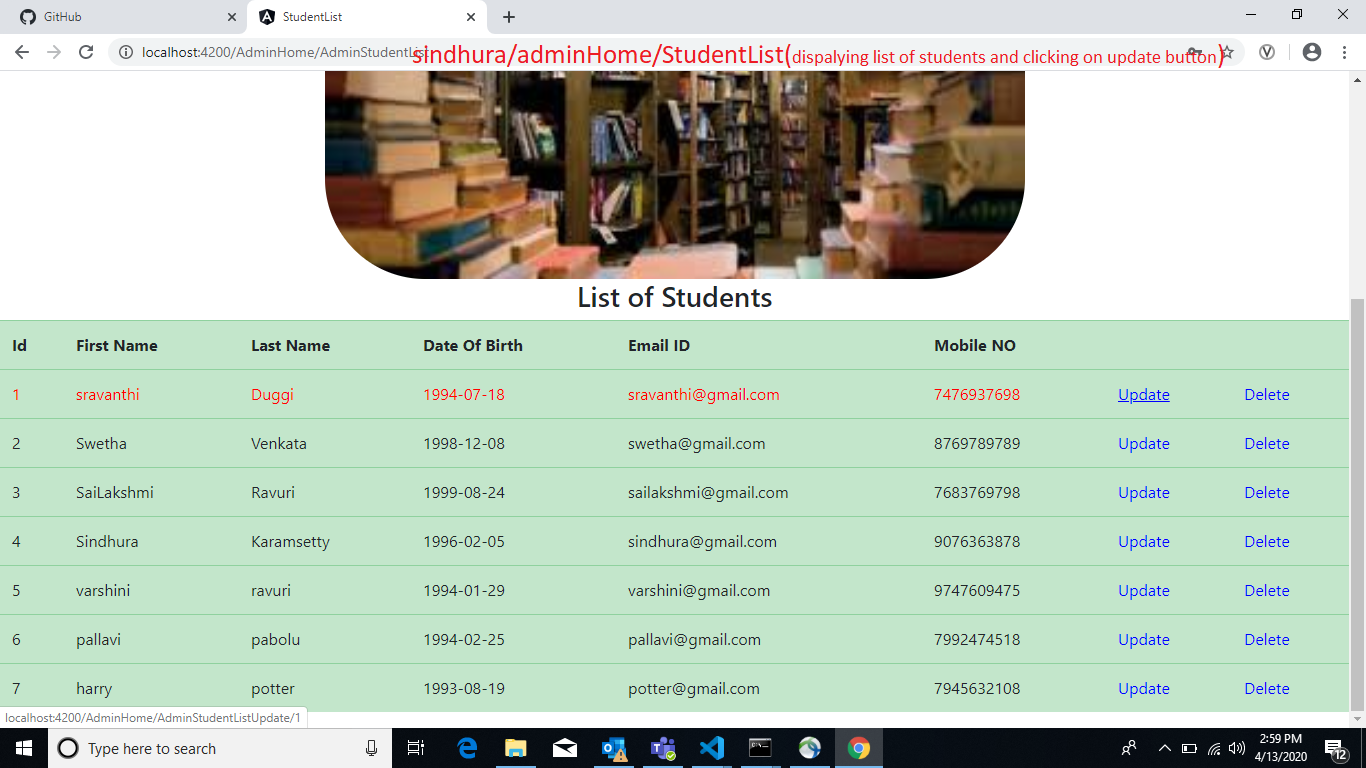 GitHub
StudentList
localhost:4200/AdminHome/AdminStudentList
sindhura/adminHome/StudentList(dispalying list of students and clicking on update button)
List of Students
Id First Name Last Name Date Of Birth Email ID Mobile NO
1 sravanthi Duggi 1994-07-18 sravanthi@gmail.com 7476937698 Update Delete
2 Swetha Venkata 1998-12-08 swetha@gmail.com 8769789789 Update Delete
3 SaiLakshmi Ravuri 1999-08-24 sailakshmi@gmail.com 7683769798 Update Delete
4 Sindhura Karamsetty 1996-02-05 sindhura@gmail.com 9076363878 Update Delete
5 varshini ravuri 1994-01-29 varshini@gmail.com 9747609475 Update Delete
6 pallavi pabolu 1994-02-25 pallavi@gmail.com 7992474518 Update Delete
7 harry potter 1993-08-19 potter@gmail.com 7945632108 Update Delete
localhost:4200/AdminHome/AdminStudentListUpdate/1
Type here to search
2:59 PM
4/13/2020
12